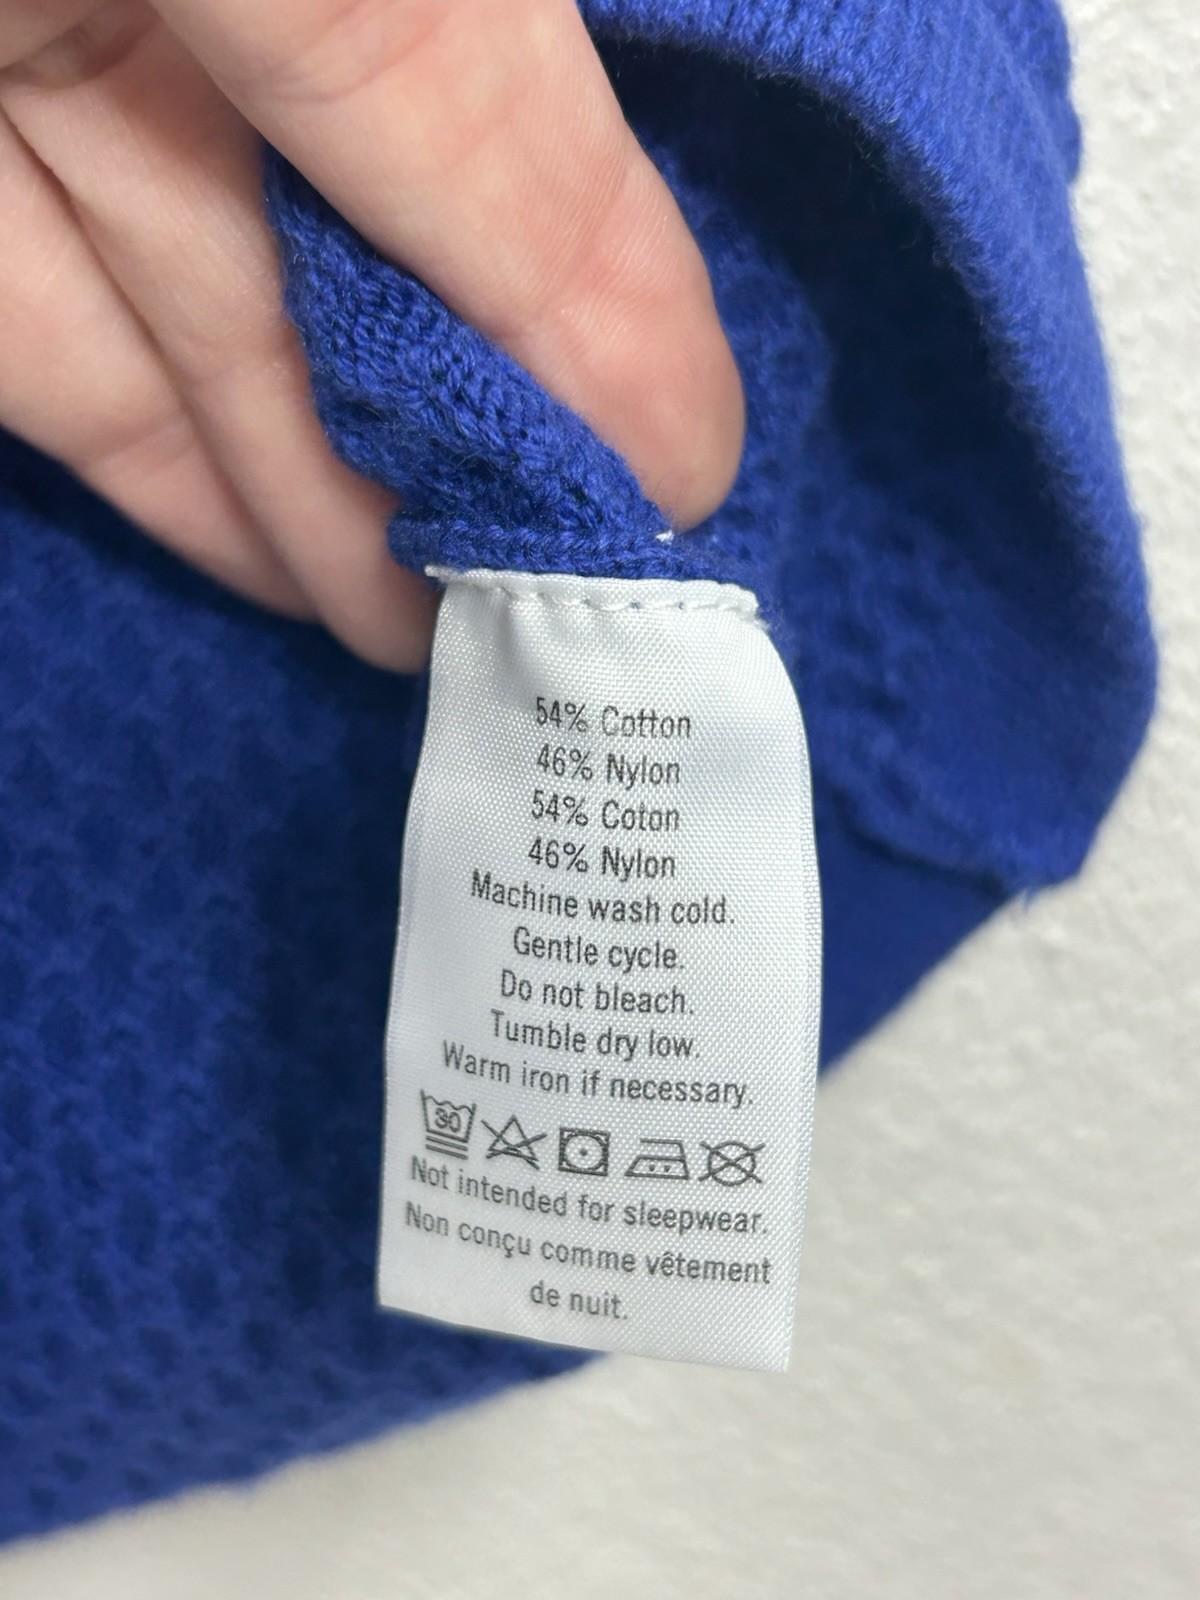 54% Cotton
46% Nylon
54% Coton
46% Nylon
Machine wash cold.
Gentle cycle.
Do not bleach.
Tumble dry low.
Warm iron if necessary.
30
Not intended for sleepwear.
Non conçu comme vêtement
de nuit.